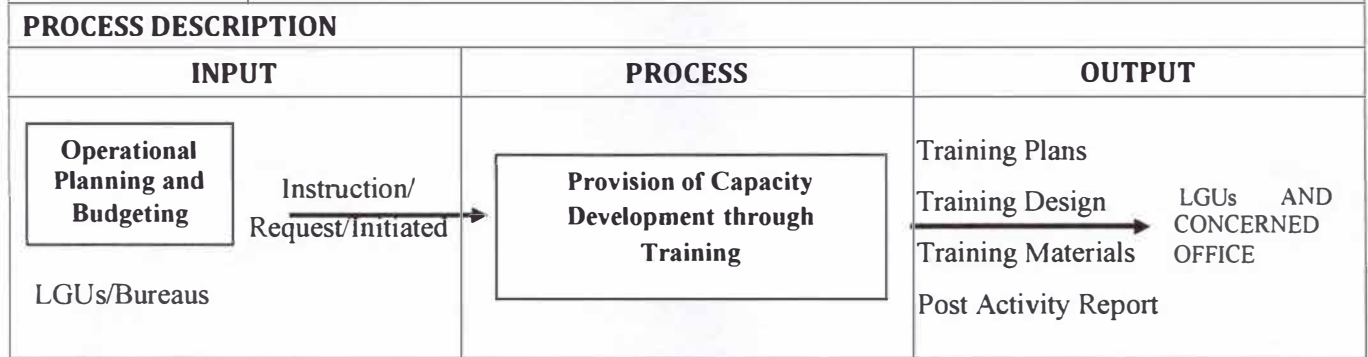 PROCESS DESCRIPTION
INPUT
PROCESS
OUTPUT
Operational
Planning and
Budgeting
Instruction/
Request/Initiated
LGUs/Bureaus
Provision of Capacity
Development through
Training
Training Plans
Training Design
Training Materials
Post Activity Report
LGUs AND
CONCERNED
OFFICE